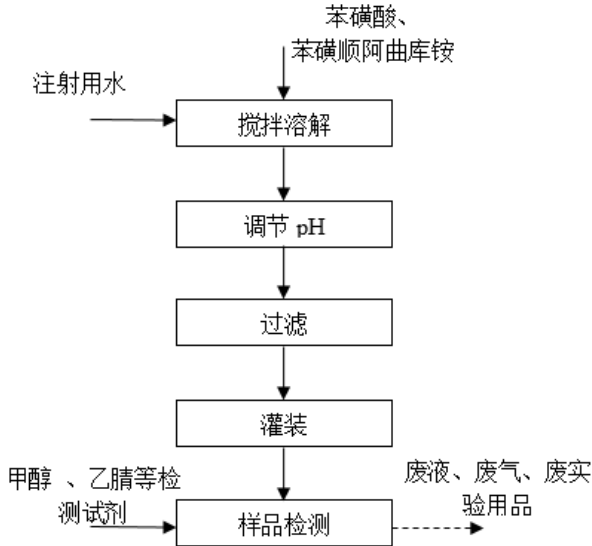 苯磺酸、
苯磺顺阿曲库铵
注射用水
搅拌溶解
调节 pH
过滤
灌装
甲醇 、乙腈等检
测试剂
样品检测
废液、废气、废实
验用品